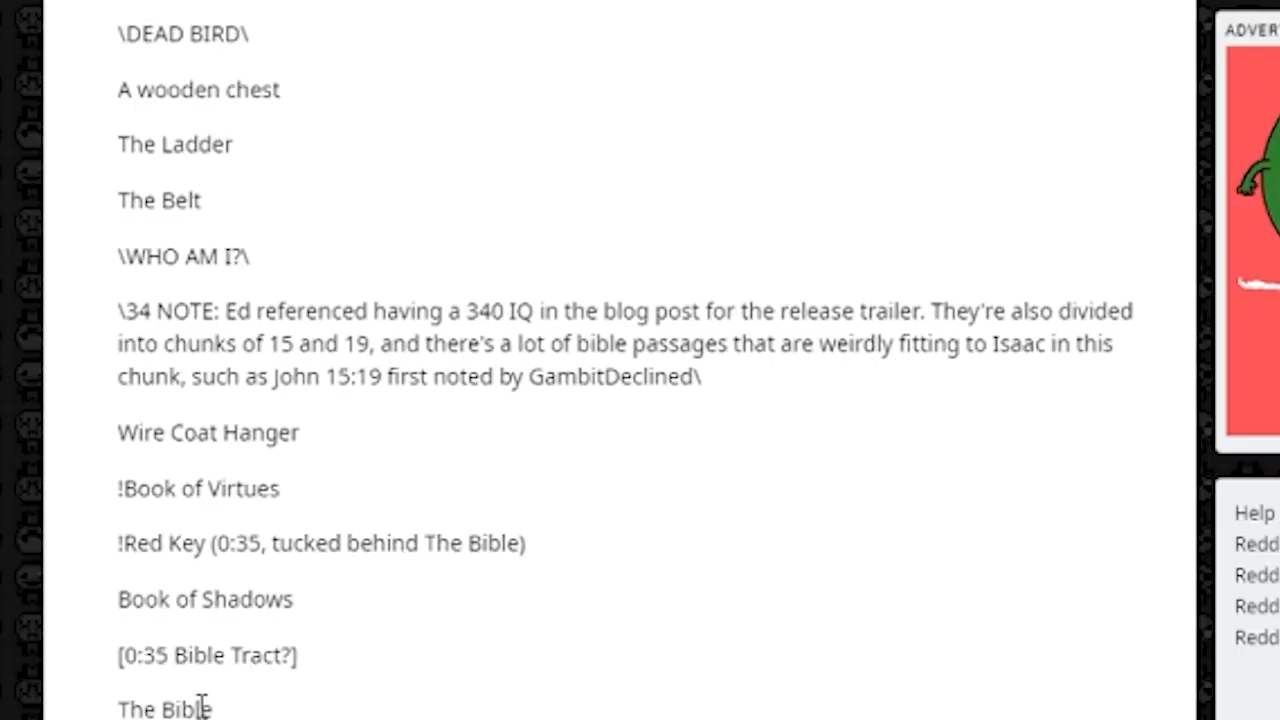 \DEAD BIRD\
A wooden chest
The Ladder
The Belt
\WHO AM I?\
\34 NOTE: Ed referenced having a 340 IQ in the blog post for the release trailer. They're also divided
into chunks of 15 and 19, and there's a lot of bible passages that are weirdly fitting to Isaac in this
chunk, such as John 15:19 first noted by GambitDeclined\
Wire Coat Hanger
!Book of Virtues
!Red Key (0:35, tucked behind The Bible)
Book of Shadows
[0:35 Bible Tract?]
The Bible
ADVER
Help
Redd
Redd
Redd
Redd